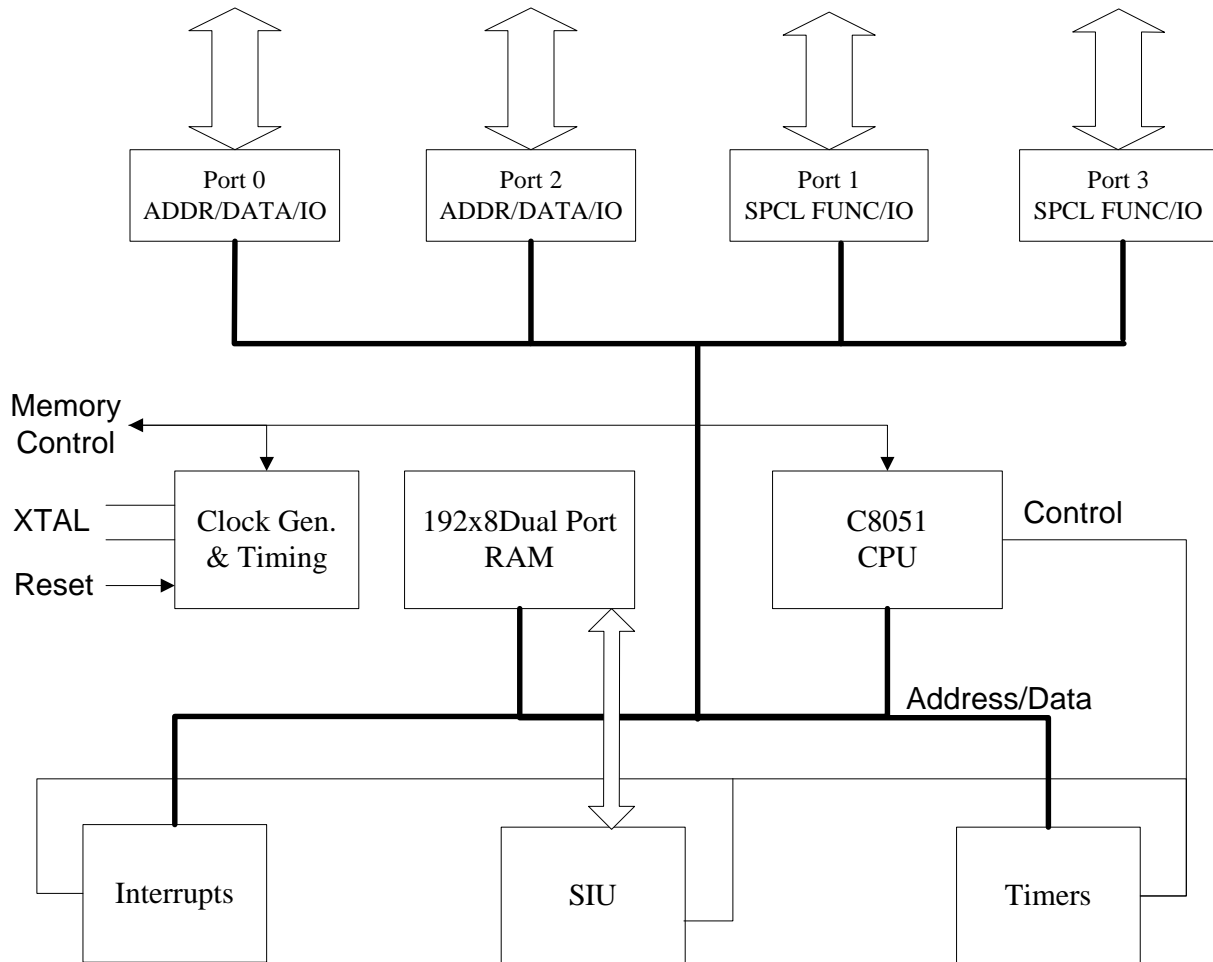 Port 0
ADDR/DATA/IO
Port 2
ADDR/DATA/IO
Port 1
SPCL FUNC/IO
Port 3
SPCL FUNC/IO
Memory
Control
XTAL
Reset
Clock Gen.
& Timing
192x8Dual Port
RAM
C8051
CPU
Control
Address/Data
Interrupts
SIU
Timers